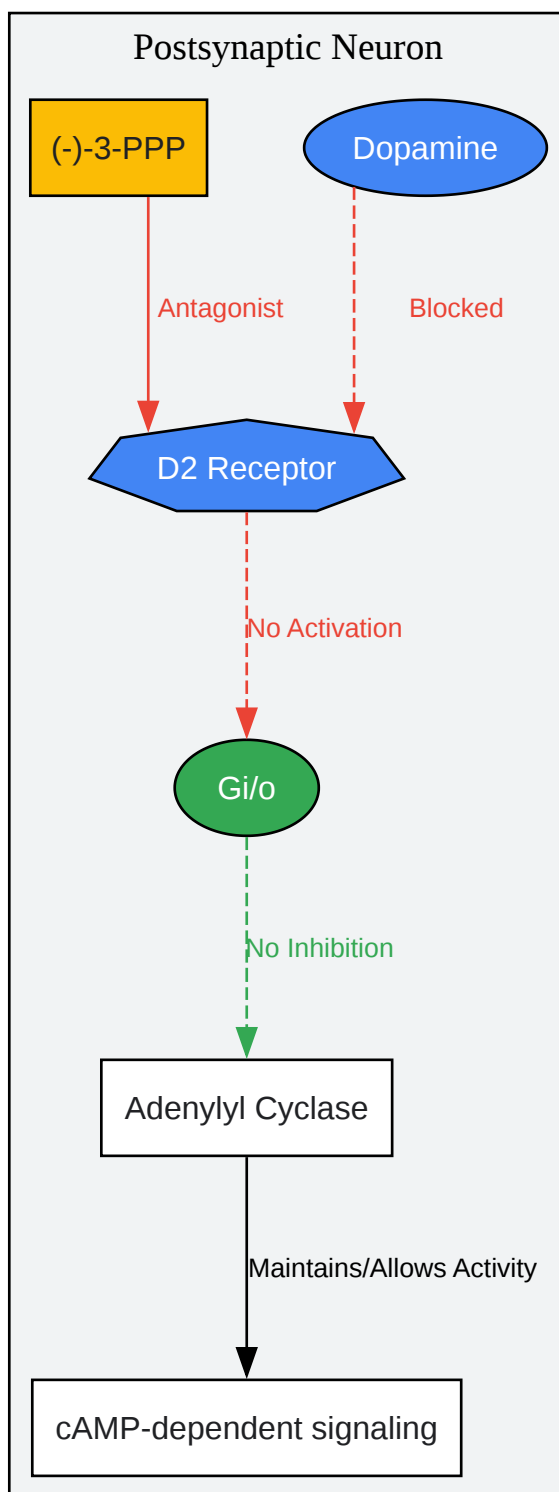 Postsynaptic Neuron
(-)-3-PPP
Dopamine
Antagonist
Blocked
D2 Receptor
No Activation
Gi/o
No Inhibition
Adenylyl Cyclase
Maintains/Allows Activity
cAMP-dependent signaling